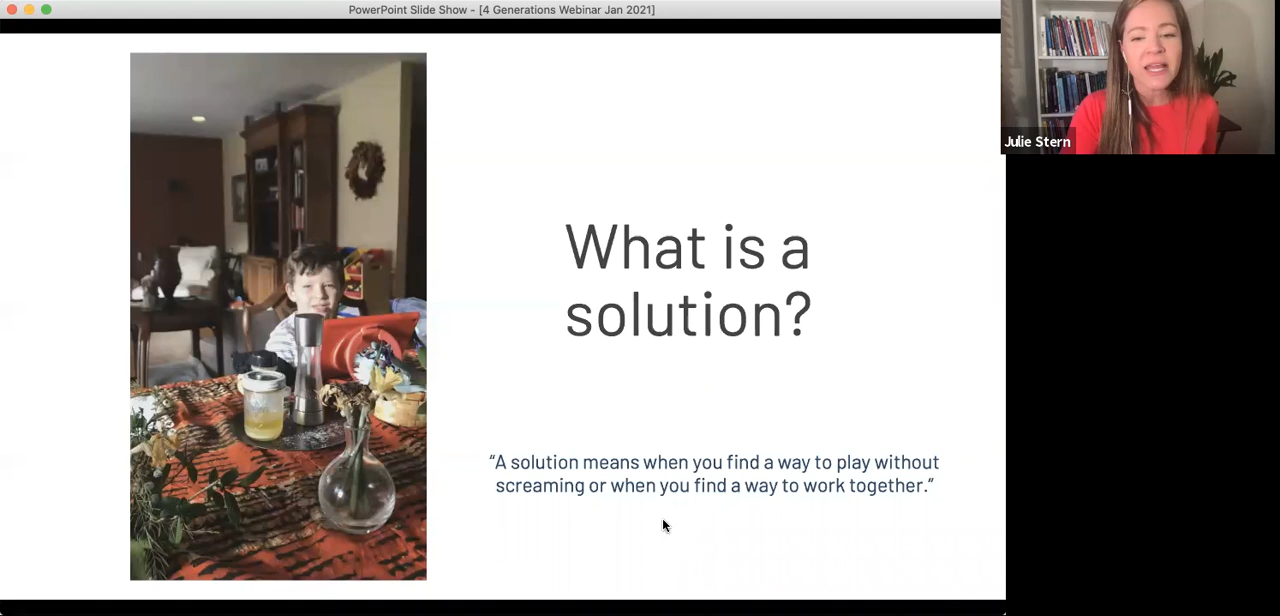 PowerPoint Slide Show - [4 Generations Webinar Jan 2021]
Julie Stern
What is a
solution?
“A solution means when you find a way to play without
screaming or when you find a way to work together.”